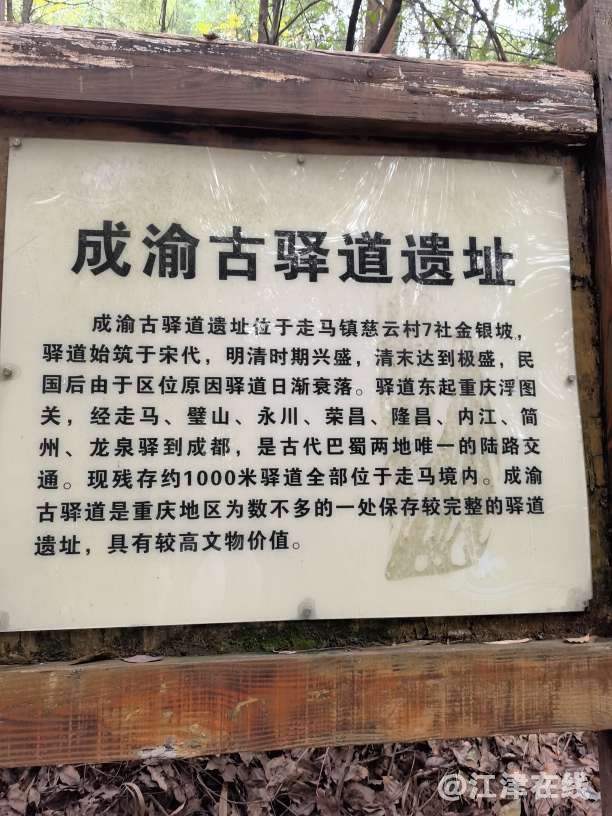 成渝古驿道遗址
成渝古驿道遗址位于走马镇慈云村7社金银坡，
驿道始筑于宋代，明清时期兴盛，清末达到极盛，民
国后由于区位原因驿道日渐衰落。驿道东起重庆浮图
关，经走马、璧山、永川、荣昌、隆昌、内江、简
州、龙泉驿到成都，是古代巴蜀两地唯一的陆路交
通。现残存约1000米驿道全部位于走马境内。成渝
古驿道是重庆地区为数不多的一处保存较完整的驿道
遗址，具有较高文物价值。
@江津在线